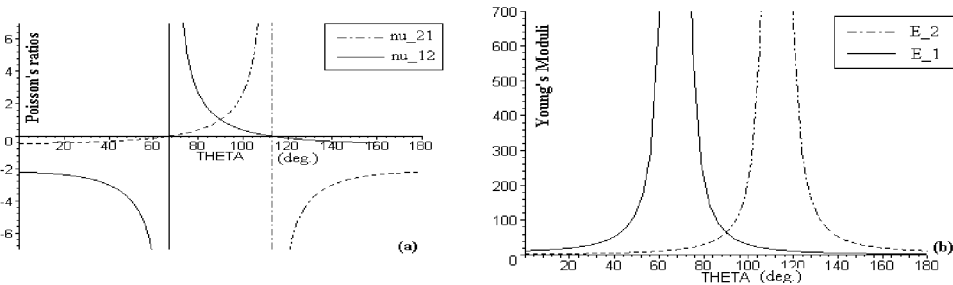 6
4
2
0
-2
-4
-6
Poisson's ratios
nu_21
nu_12
20 40 60 80 100 120 140 160 180
THETA (deg.)
(a)
700
600
500
400
300
200
100
0
Young's Moduli
E_2
E_1
20 40 60 80 100 120 140 160 180
THETA (deg.)
(b)